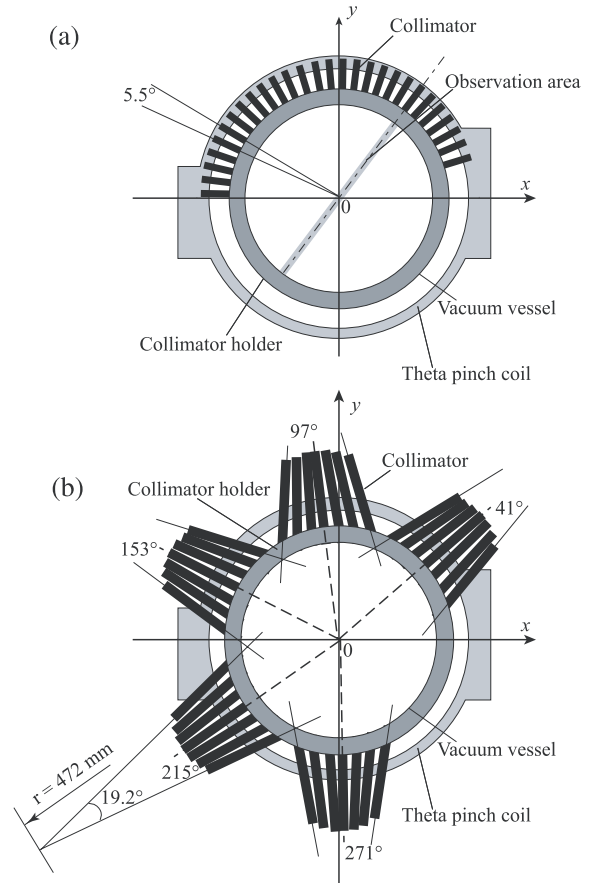 (a)
y
Collimator
Observation area
5.5°
x
0
Vacuum vessel
Collimator holder
Theta pinch coil
y
97°
(b)
Collimator
Collimator holder
41°
153°
x
0
r = 472 mm
19.2°
215°
Vacuum vessel
Theta pinch coil
271°